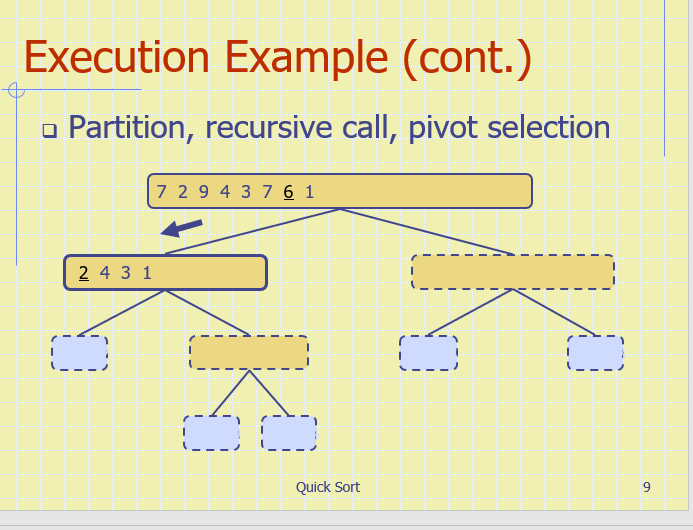 Execution Example (cont.)
Partition, recursive call, pivot selection
7 2 9 4 3 7 6 1
2 4 3 1
Quick Sort
9